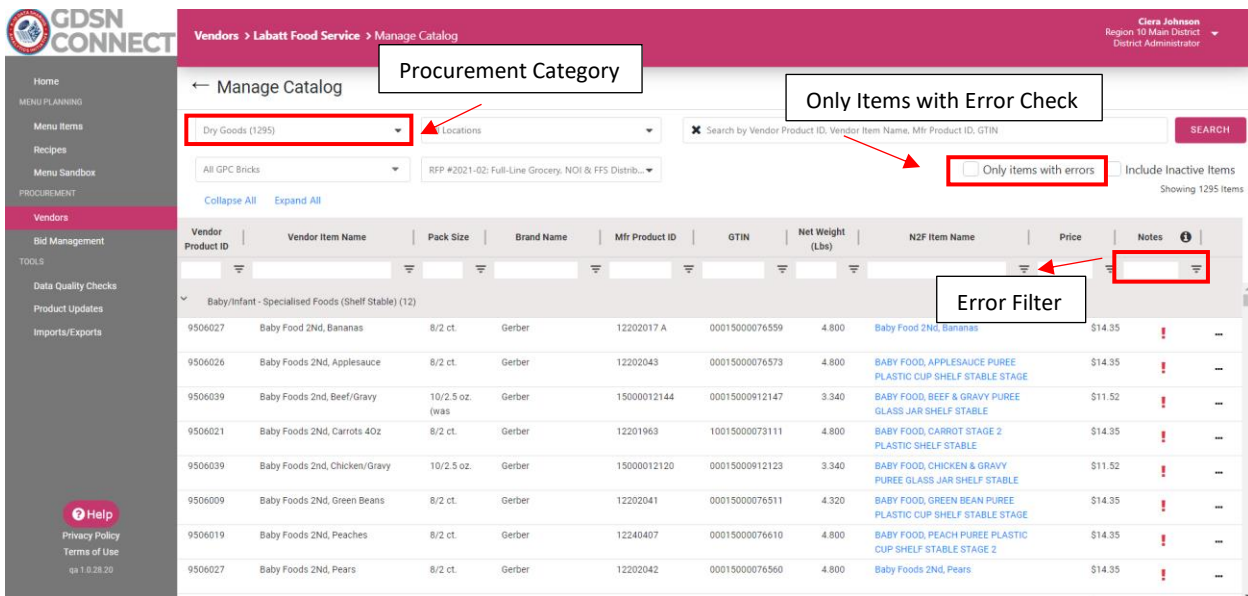 GDSN
CONNECT
Vendors > Labatt Food Service > Manage Catalog
Ciera Johnson
Region 10 Main District
District Administrator
Home
MENU PLANNING
Menu Items
Recipes
Menu Sandbox
PROCUREMENT
Vendors
Bid Management
TOOLS
Data Quality Checks
Product Updates
Imports/Exports
Help
Privacy Policy
Terms of Use
qa 1.0.28.20
← Manage Catalog
Procurement Category
Only Items with Error Check
Dry Goods (1295)
Locations
Search by Vendor Product ID, Vendor Item Name, Mfr Product ID, GTIN
SEARCH
All GPC Bricks
RFP #2021-02: Full-Line Grocery, NOI & FFS Distrib...
Only items with errors
Include Inactive Items
Showing 1295 Items
Collapse All Expand All
Vendor Product ID Vendor Item Name Pack Size Brand Name Mfr Product ID GTIN Net Weight (Lbs) N2F Item Name Price Notes
Error Filter
Baby/Infant - Specialised Foods (Shelf Stable) (12)
9506027 Baby Food 2Nd, Bananas 8/2 ct. Gerber 12202017 A 00015000076559 4.800 Baby Food 2Nd, Bananas $14.35 !
9506026 Baby Foods 2Nd, Applesauce 8/2 ct. Gerber 12202043 00015000076573 4.800 BABY FOOD, APPLESAUCE PUREE $14.35 !
PLASTIC CUP SHELF STABLE STAGE
9506039 Baby Foods 2nd, Beef/Gravy 10/2.5 oz. Gerber 15000012144 00015000912147 3.340 BABY FOOD, BEEF & GRAVY PUREE $11.52 !
(was GLASS JAR SHELF STABLE
9506021 Baby Foods 2Nd, Carrots 4Oz 8/2 ct. Gerber 12201963 10015000073111 4.800 BABY FOOD, CARROT STAGE 2 $14.35 !
PLASTIC SHELF STABLE
9506039 Baby Foods 2nd, Chicken/Gravy 10/2.5 oz. Gerber 15000012120 00015000912123 3.340 BABY FOOD, CHICKEN & GRAVY $11.52 !
PUREE GLASS JAR SHELF STABLE
9506009 Baby Foods 2Nd, Green Beans 8/2 ct. Gerber 12202041 00015000076511 4.320 BABY FOOD, GREEN BEAN PUREE $14.35 !
PLASTIC CUP SHELF STABLE STAGE
9506019 Baby Foods 2Nd, Peaches 8/2 ct. Gerber 12240407 00015000076610 4.800 BABY FOOD, PEACH PUREE PLASTIC $14.35 !
CUP SHELF STABLE STAGE 2
9506027 Baby Foods 2Nd, Pears 8/2 ct. Gerber 12202042 00015000076560 4.800 Baby Foods 2Nd, Pears $14.35 !